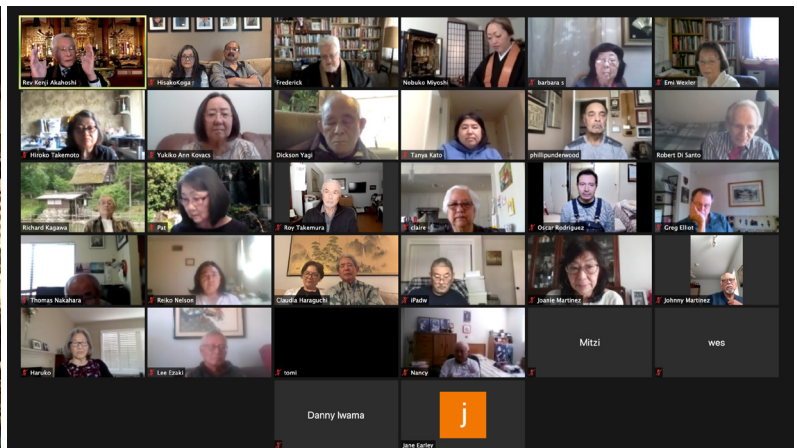 Rev Kenji Akahoshi
HisakoKoga
Frederick
Nobuko Miyoshi
barbara s
Emi Wexler
Hiroko Takemoto
Yukiko Ann Kovacs
Dickson Yagi
Tanya Kato
phillipunderwood
Robert Di Santo
Richard Kagawa
Pat
Roy Takemura
claire
Oscar Rodriguez
Greg Elliot
Thomas Nakahara
Reiko Nelson
Claudia Haraguchi
iPadw
Joanie Martinez
Johnny Martinez
Haruko
Lee Ezaki
tomi
Nancy
Mitzi
wes
Danny Iwama
j
Jane Earley